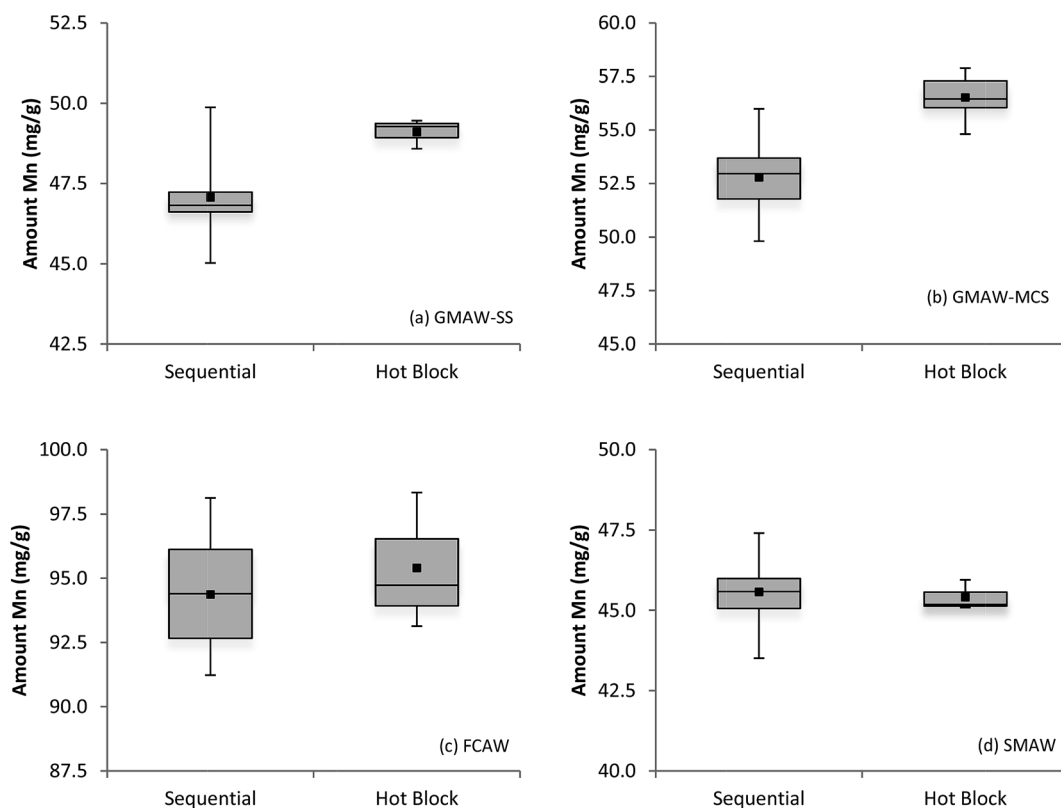 52.5
50.0
47.5
45.0
42.5
Amount Mn (mg/g)
(a) GMAW-SS
Sequential Hot Block
60.0
57.5
55.0
52.5
50.0
47.5
45.0
Amount Mn (mg/g)
(b) GMAW-MCS
Sequential Hot Block
100.0
97.5
95.0
92.5
90.0
87.5
Amount Mn (mg/g)
(c) FCAW
Sequential Hot Block
50.0
47.5
45.0
42.5
40.0
Amount Mn (mg/g)
(d) SMAW
Sequential Hot Block